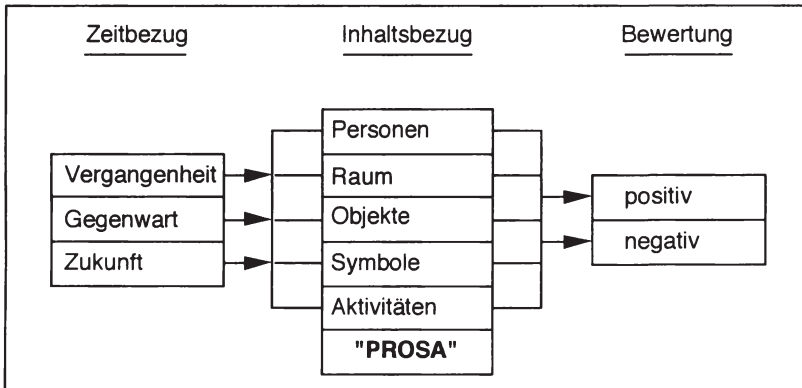 Zeitbezug
Inhaltsbezug
Bewertung
Vergangenheit
Gegenwart
Zukunft
Personen
Raum
Objekte
Symbole
Aktivitäten
"PROSA"
positiv
negativ